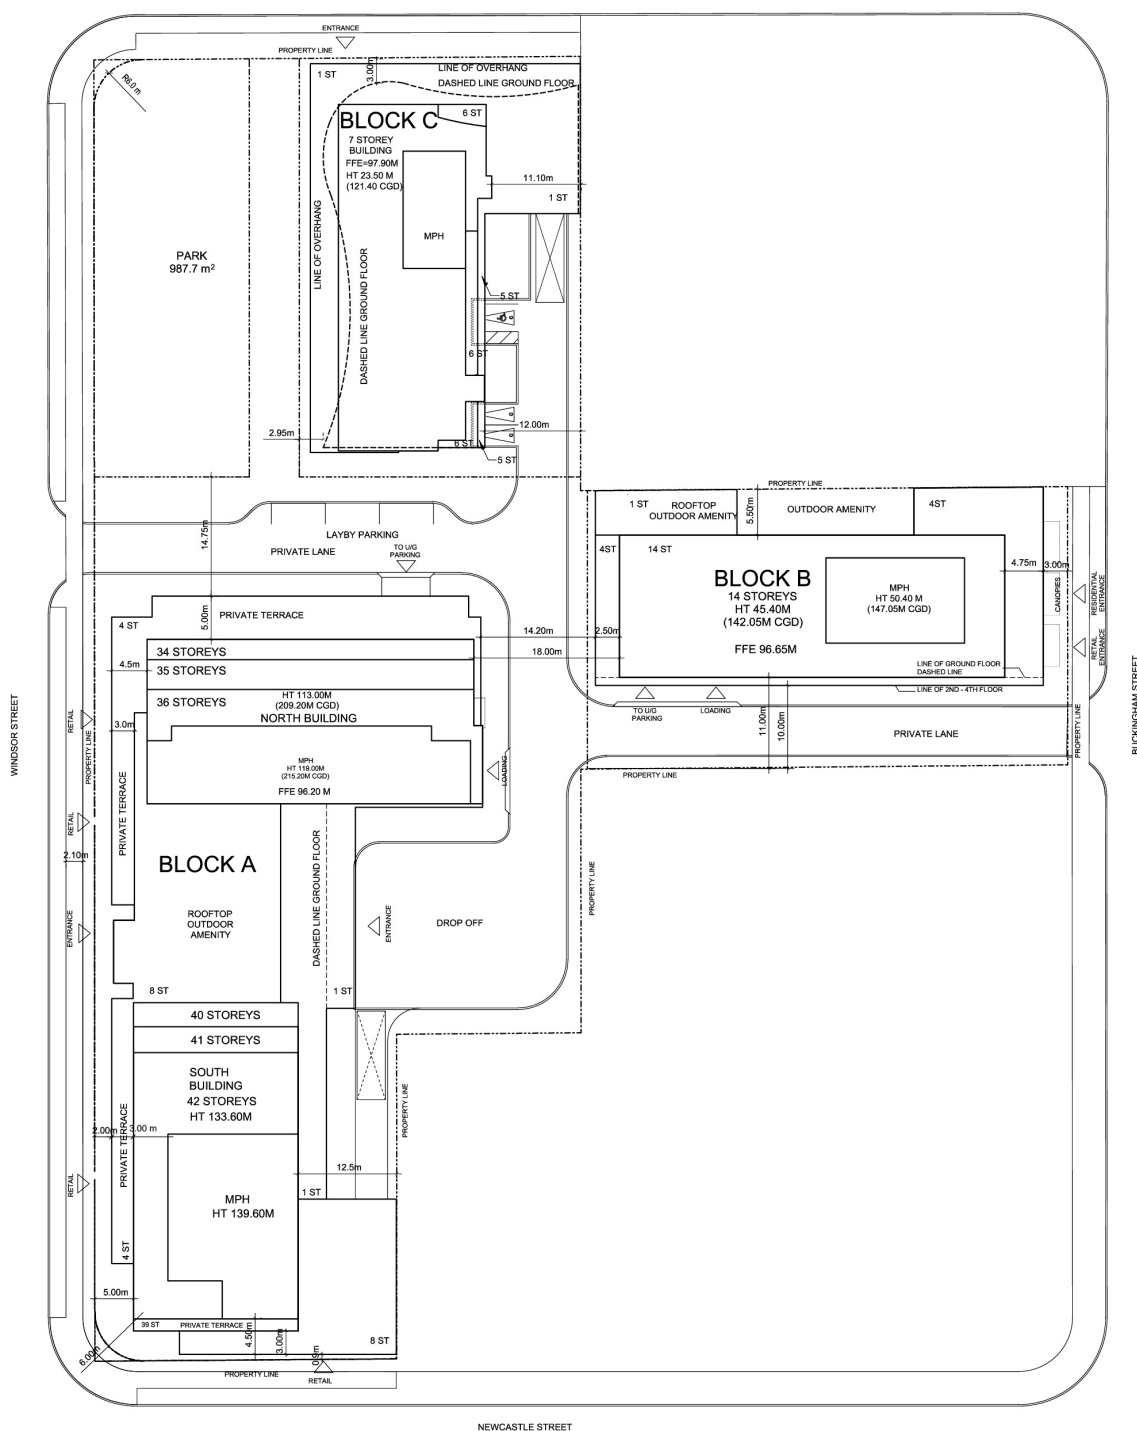 ENTRANCE
PROPERTY LINE
R6.0 m
1 ST
3.00m
LINE OF OVERHANG
DASHED LINE GROUND FLOOR
6 ST
BLOCK C
7 STOREY
BUILDING
FFE=97.90M
HT 23.50 M
(121.40 CGD)
11.10m
1 ST
MPH
PARK
987.7 m²
LINE OF OVERHANG
DASHED LINE GROUND FLOOR
5 ST
6 ST
12.00m
2.95m
6 ST
5 ST
14.75m
LAYBY PARKING
PRIVATE LANE
TO U/G
PARKING
PROPERTY LINE
1 ST
ROOFTOP
OUTDOOR AMENITY
5.50m
OUTDOOR AMENITY
4ST
4ST
14 ST
BLOCK B
14 STOREYS
HT 45.40M
(142.05M CGD)
FFE 96.65M
MPH
HT 50.40 M
(147.05M CGD)
4.75m
3.00m
CANOPIES
RESIDENTIAL
ENTRANCE
RETAIL
ENTRANCE
LINE OF GROUND FLOOR
DASHED LINE
LINE OF 2ND - 4TH FLOOR
14.20m
2.50m
18.00m
TO U/G
PARKING
LOADING
11.00m
10.00m
PRIVATE LANE
PROPERTY LINE
PROPERTY LINE
BUCKINGHAM STREET
4 ST
PRIVATE TERRACE
5.00m
34 STOREYS
4.5m
35 STOREYS
36 STOREYS
HT 113.00M
(209.20M CGD)
NORTH BUILDING
3.0m
MPH
HT 119.00M
(215.20M CGD)
FFE 96.20 M
LOADING
RETAIL
PROPERTY LINE
WINDSOR STREET
PRIVATE TERRACE
RETAIL
2.10m
BLOCK A
DASHED LINE GROUND FLOOR
PROPERTY LINE
ROOFTOP
OUTDOOR
AMENITY
ENTRANCE
DROP OFF
ENTRANCE
8 ST
1 ST
40 STOREYS
41 STOREYS
SOUTH
BUILDING
42 STOREYS
HT 133.60M
PROPERTY LINE
2.00m
3.00 m
PRIVATE TERRACE
12.5m
RETAIL
MPH
HT 139.60M
1 ST
4 ST
5.00m
39 ST
PRIVATE TERRACE
4.50m
3.00m
8 ST
6.00m
0.9m
PROPERTY LINE
RETAIL
NEWCASTLE STREET